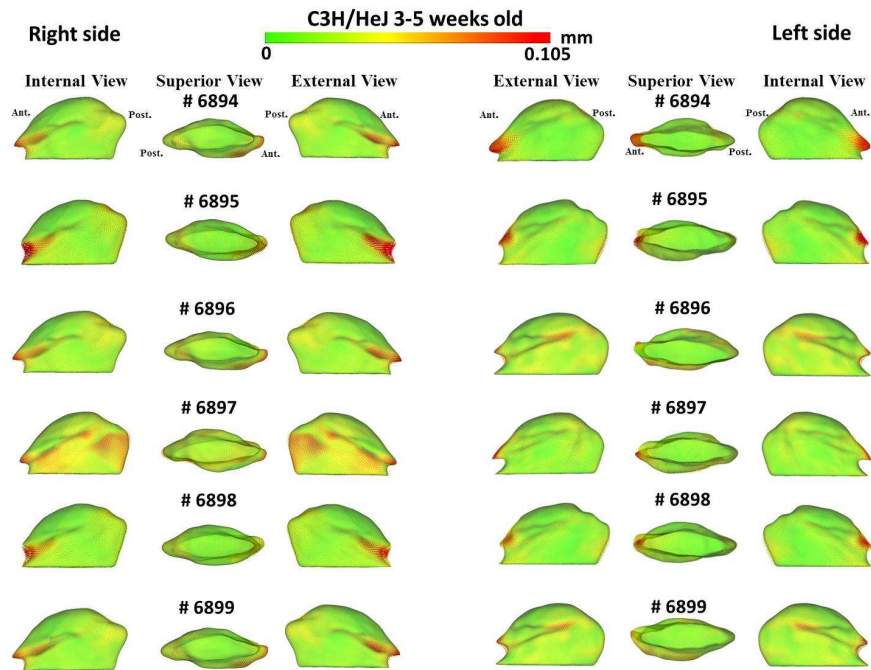 C3H/HeJ 3-5 weeks old
Right side
mm
Left side
0
0.105
Internal View Superior View External View External View Superior View Internal View
# 6894 # 6894
Ant. Post. Ant. Ant. Post. Post. Ant.
Post. Ant. Ant. Post.
# 6895 # 6895
# 6896 # 6896
# 6897 # 6897
# 6898 # 6898
# 6899 # 6899